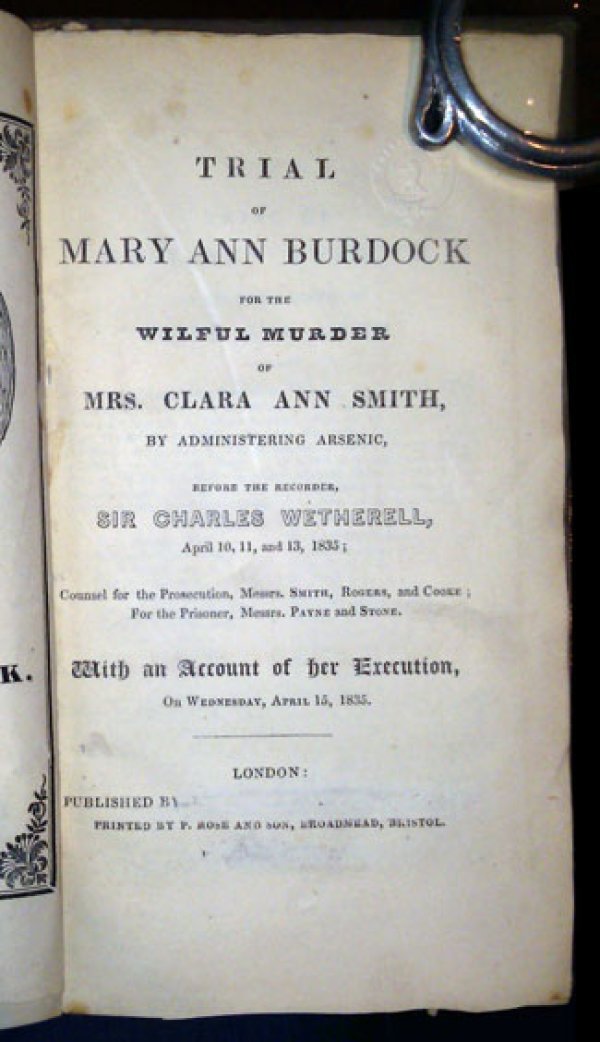 TRIAL
OF
MARY ANN BURDOCK
FOR THE
WILFUL MURDER
OF
MRS. CLARA ANN SMITH,
BY ADMINISTERING ARSENIC,
BEFORE THE RECORDER,
SIR CHARLES WETHERELL,
April 10, 11, and 13, 1835;
Counsel for the Prosecution, Messrs. SMITH, ROGERS, and COOKE;
For the Prisoner, Messrs. PAYNE and STONE.
With an Account of her Execution,
On WEDNESDAY, APRIL 15, 1835.
LONDON:
PUBLISHED BY
PRINTED BY P. ROSE AND SON, BROADMEAD, BRISTOL.
K.